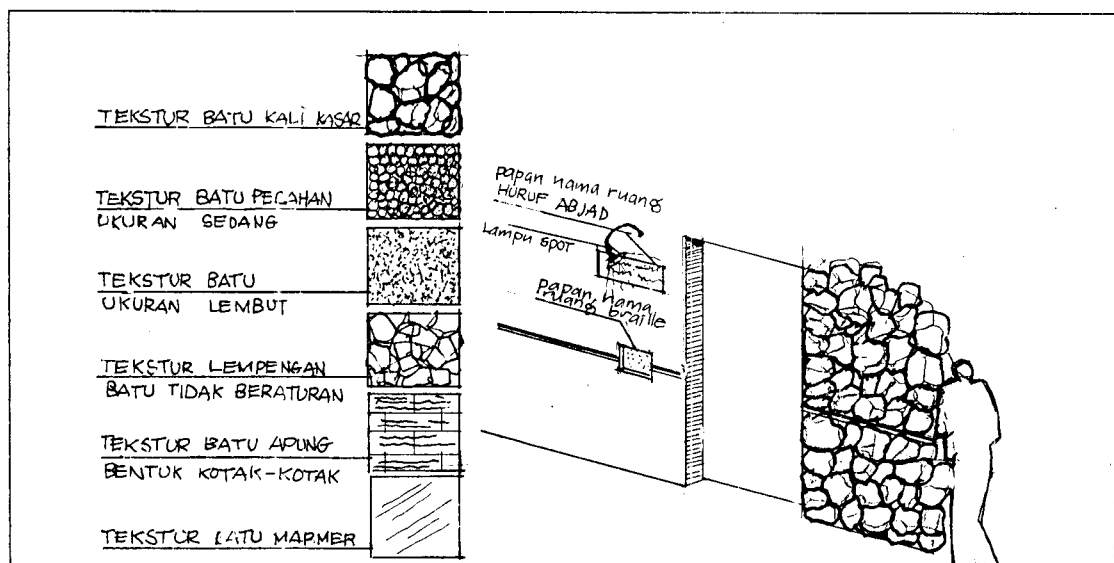 TEKSTUR BATU KALI KASAR
TEKSTUR BATU PECAHAN
UKURAN SEDANG
TEKSTUR BATU
UKURAN LEMBUT
TEKSTUR LEMPENGAN
BATU TIDAK BERATURAN
TEKSTUR BATU APUNG
BENTUK KOTAK-KOTAK
TEKSTUR BATU MARMER
papan nama ruang
HURUF ABJAD
Lampu spot
papan nama
ruang braille